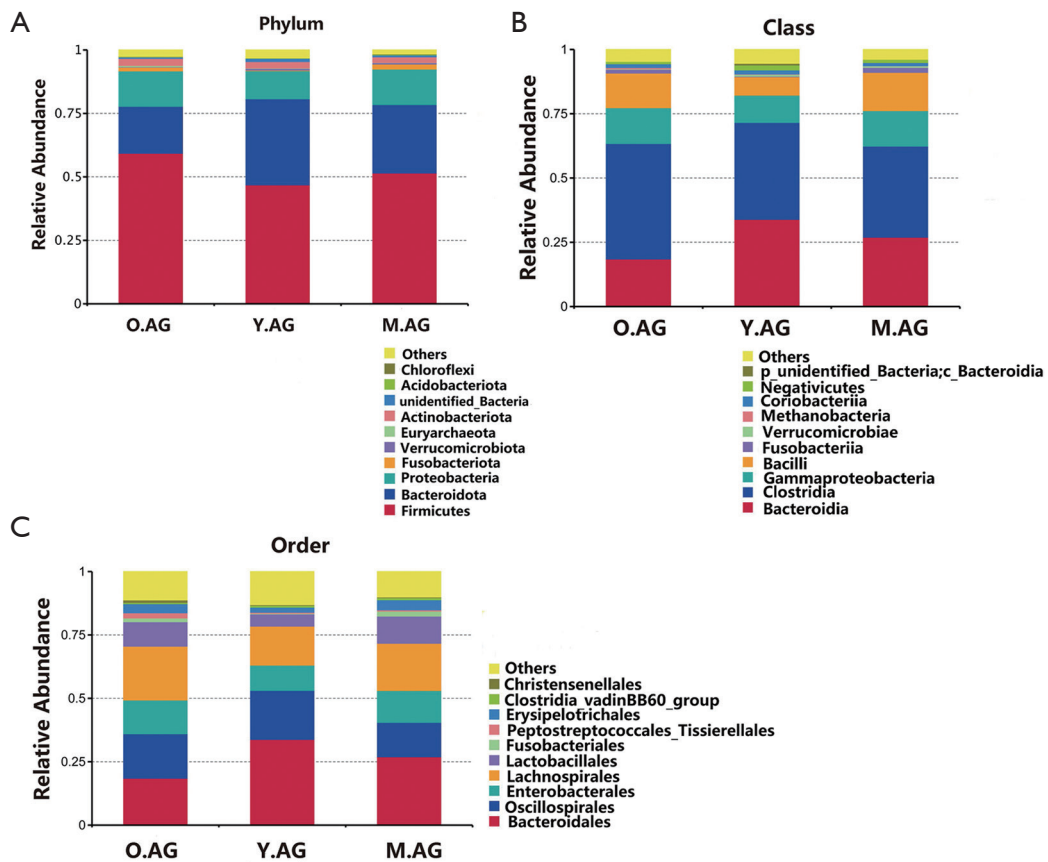 A
Phylum
Relative Abundance
1
0.75
0.5
0.25
0
O.AG Y.AG M.AG
Others
Chloroflexi
Acidobacteriota
unidentified_Bacteria
Actinobacteriota
Euryarchaeota
Verrucomicrobiota
Fusobacteriota
Proteobacteria
Bacteroidota
Firmicutes
B
Class
Relative Abundance
1
0.75
0.5
0.25
0
O.AG Y.AG M.AG
Others
p_unidentified_Bacteria;c_Bacteroidia
Negativicutes
Coriobacteriia
Methanobacteria
Verrucomicrobiae
Fusobacteriia
Bacilli
Gammaproteobacteria
Clostridia
Bacteroidia
C
Order
Relative Abundance
1
0.75
0.5
0.25
0
O.AG Y.AG M.AG
Others
Christensenellales
Clostridia_vadinBB60_group
Erysipelotrichales
Peptostreptococcales_Tissierellales
Fusobacteriales
Lactobacillales
Lachnospirales
Enterobacterales
Oscillospirales
Bacteroidales